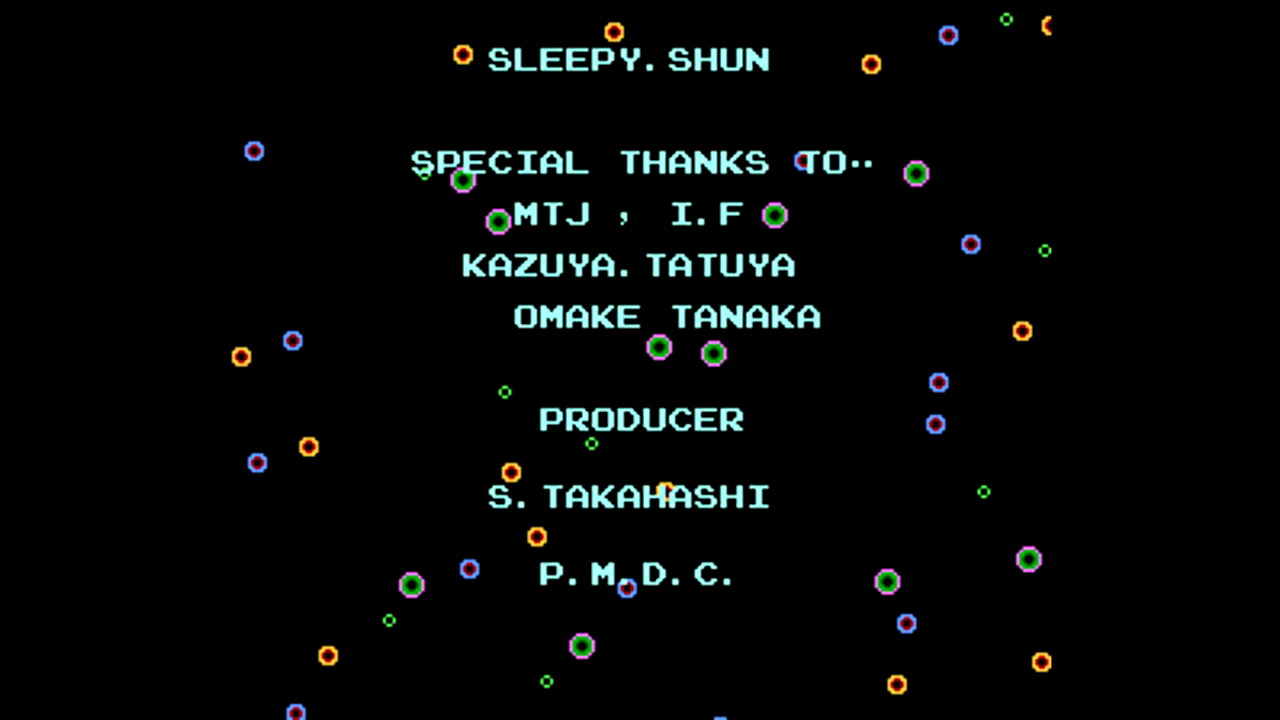 SLEEPY.SHUN
SPECIAL THANKS TO··
MTJ , I.F
KAZUYA.TATUYA
OMAKE TANAKA
PRODUCER
S.TAKAHASHI
P.M.D.C.